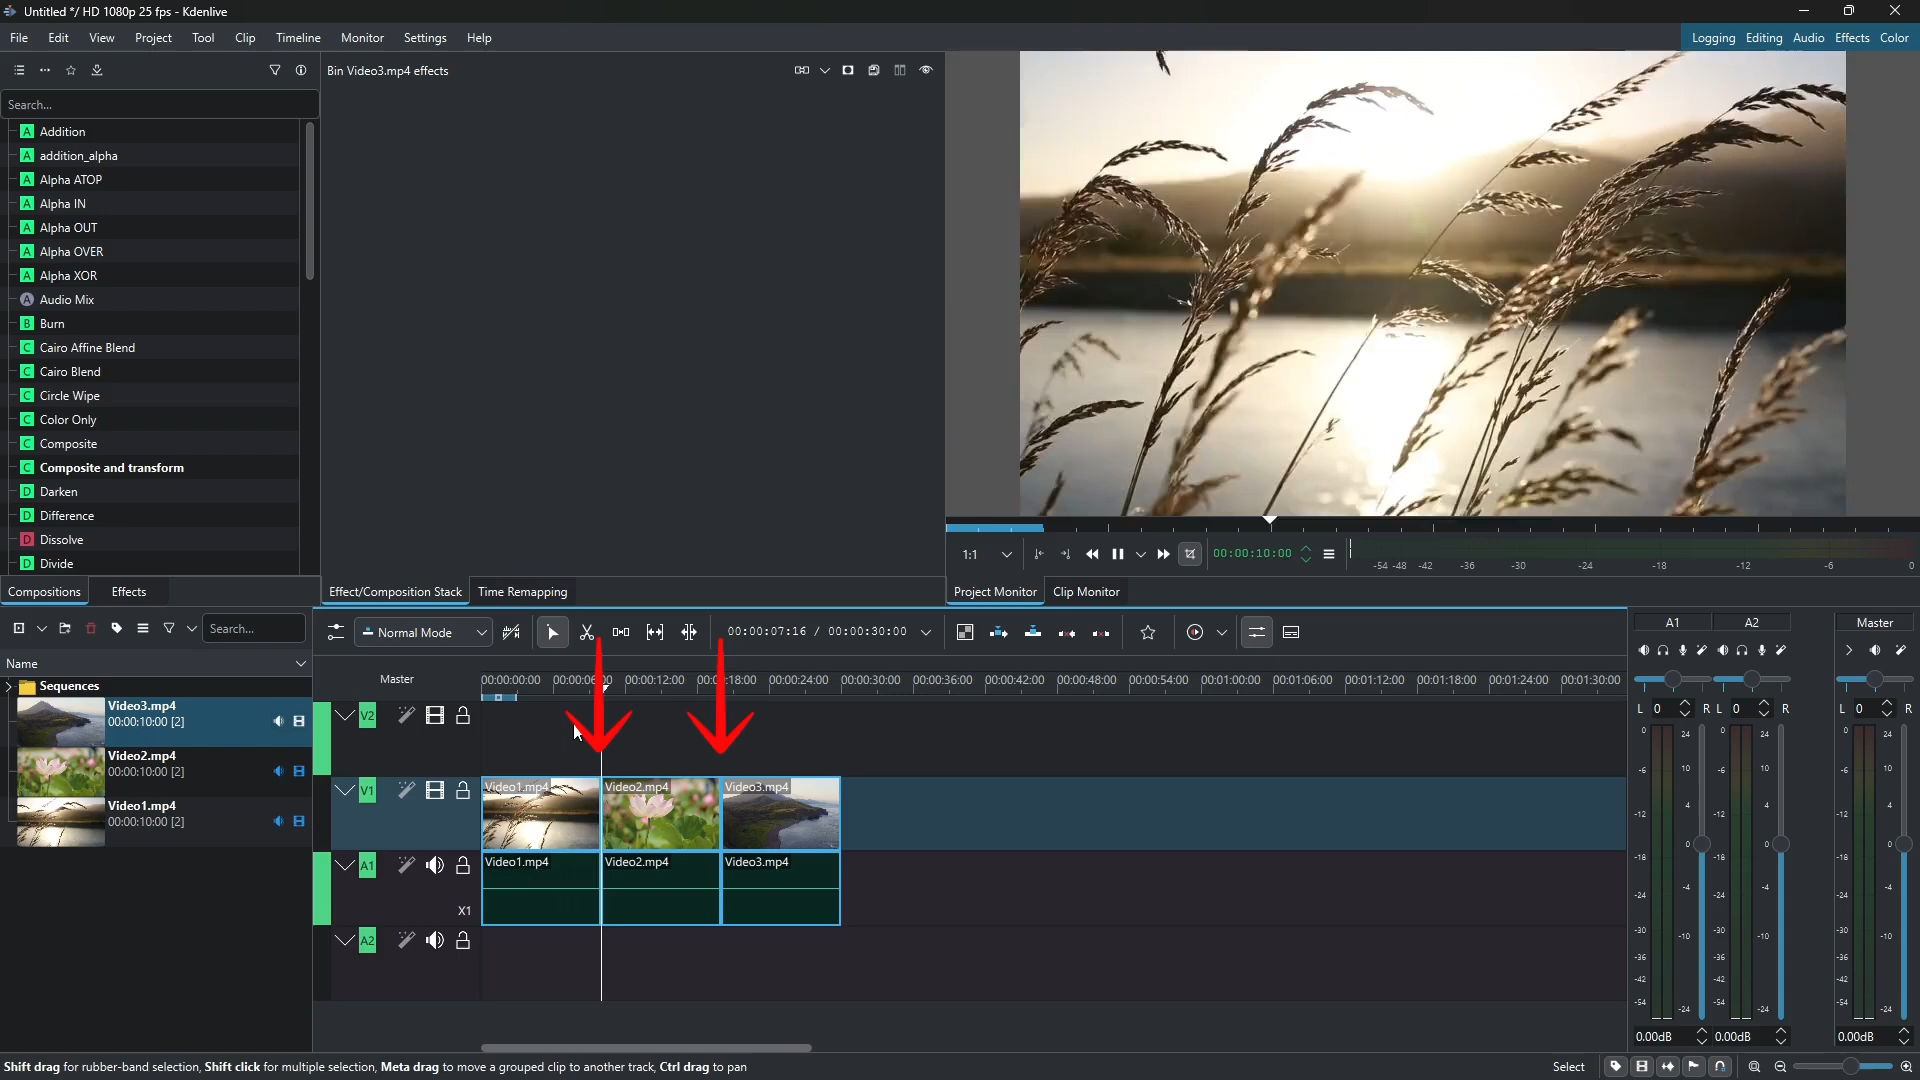 Untitled */ HD 1080p 25 fps - Kdenlive
File Edit View Project Tool Clip Timeline Monitor Settings Help
Logging Editing Audio Effects Color
Bin Video3.mp4 effects
Search...
A Addition
A addition_alpha
A Alpha ATOP
A Alpha IN
A Alpha OUT
A Alpha OVER
A Alpha XOR
A Audio Mix
B Burn
C Cairo Affine Blend
C Cairo Blend
C Circle Wipe
C Color Only
C Composite
C Composite and transform
D Darken
D Difference
D Dissolve
D Divide
1:1 00:00:10:00
-54 -48 -42 -36 -30 -24 -18 -12 -6 0
Compositions Effects
Effect/Composition Stack Time Remapping
Project Monitor Clip Monitor
Search...
Normal Mode
00:00:07:16 / 00:00:30:00
Name
Sequences
Video3.mp4
00:00:10:00 [2]
Video2.mp4
00:00:10:00 [2]
Video1.mp4
00:00:10:00 [2]
Master
00:00:00:00 00:00:12:00 00:00:24:00 00:00:30:00 00:00:36:00 00:00:42:00 00:00:48:00 00:00:54:00 00:01:00:00 00:01:06:00 00:01:12:00 00:01:18:00 00:01:24:00 00:01:30:00
V2
V1
Video1.mp4 Video2.mp4 Video3.mp4
A1
Video1.mp4 Video2.mp4 Video3.mp4
X1
A2
A1 A2 Master
L 0 R L 0 R L 0 R
0 24 0 24 0 24
-6 10 -6 10 -6 10
-12 4 -12 4 -12 4
-18 0 -18 0 -18 0
-24 -4 -24 -4 -24 -4
-30 -10 -30 -10 -30 -10
-36 -36 -36
-42 -42 -42
-54 -24 -54 -24 -54 -24
0.00dB 0.00dB 0.00dB
Shift drag for rubber-band selection, Shift click for multiple selection, Meta drag to move a grouped clip to another track, Ctrl drag to pan
Select